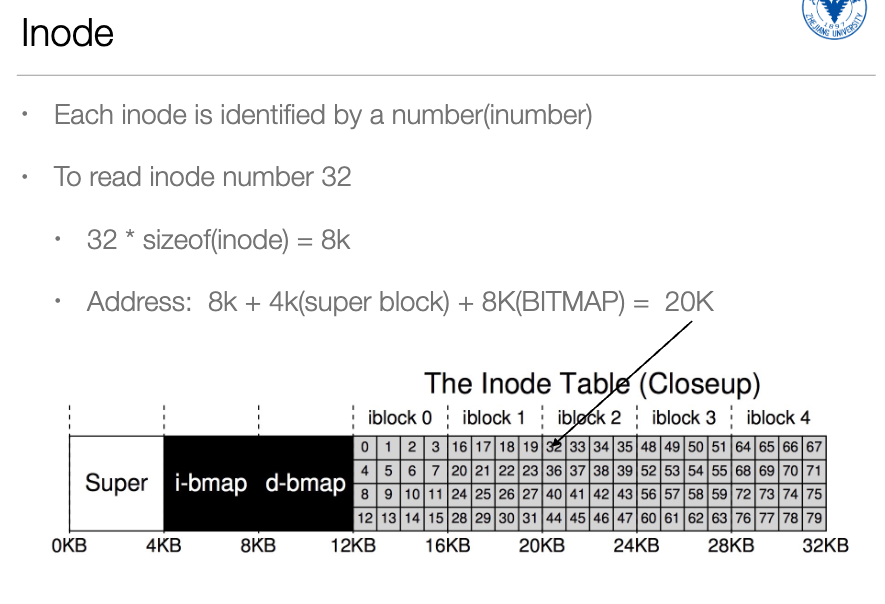 Inode
ZHEJIANG UNIVERSITY
1897
• Each inode is identified by a number(inumber)
• To read inode number 32
• 32 * sizeof(inode) = 8k
• Address: 8k + 4k(super block) + 8K(BITMAP) = 20K
The Inode Table (Closeup)
iblock 0 iblock 1 iblock 2 iblock 3 iblock 4
0 1 2 3 16 17 18 19 32 33 34 35 48 49 50 51 64 65 66 67
4 5 6 7 20 21 22 23 36 37 38 39 52 53 54 55 68 69 70 71
Super i-bmap d-bmap
8 9 10 11 24 25 26 27 40 41 42 43 56 57 58 59 72 73 74 75
12 13 14 15 28 29 30 31 44 45 46 47 60 61 62 63 76 77 78 79
0KB 4KB 8KB 12KB 16KB 20KB 24KB 28KB 32KB